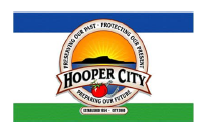 PRESERVING OUR PAST - PROTECTING OUR PRESENT
HOOPER CITY
PREPARING OUR FUTURE